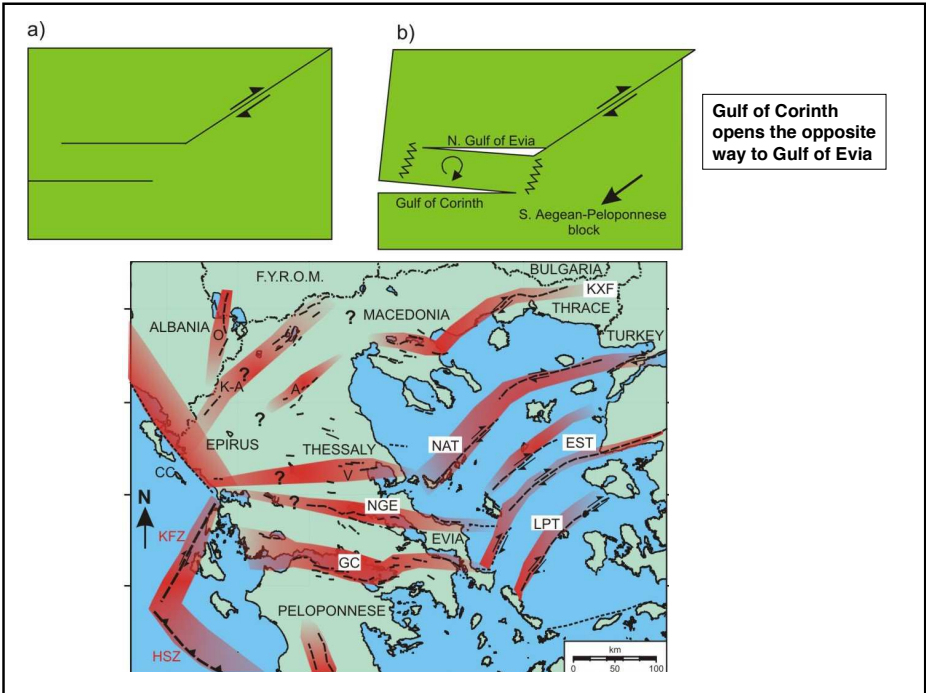 a)
b)
N. Gulf of Evia
Gulf of Corinth
S. Aegean-Peloponnese
block
Gulf of Corinth
opens the opposite
way to Gulf of Evia
BULGARIA
F.Y.R.O.M.
KXF
? MACEDONIA
THRACE
ALBANIA
O
TURKEY
?
K-A
A
?
EPIRUS
NAT
EST
THESSALY
CC
?
V
N
?
NGE
LPT
KFZ
EVIA
GC
PELOPONNESE
HSZ
km
0 50 100